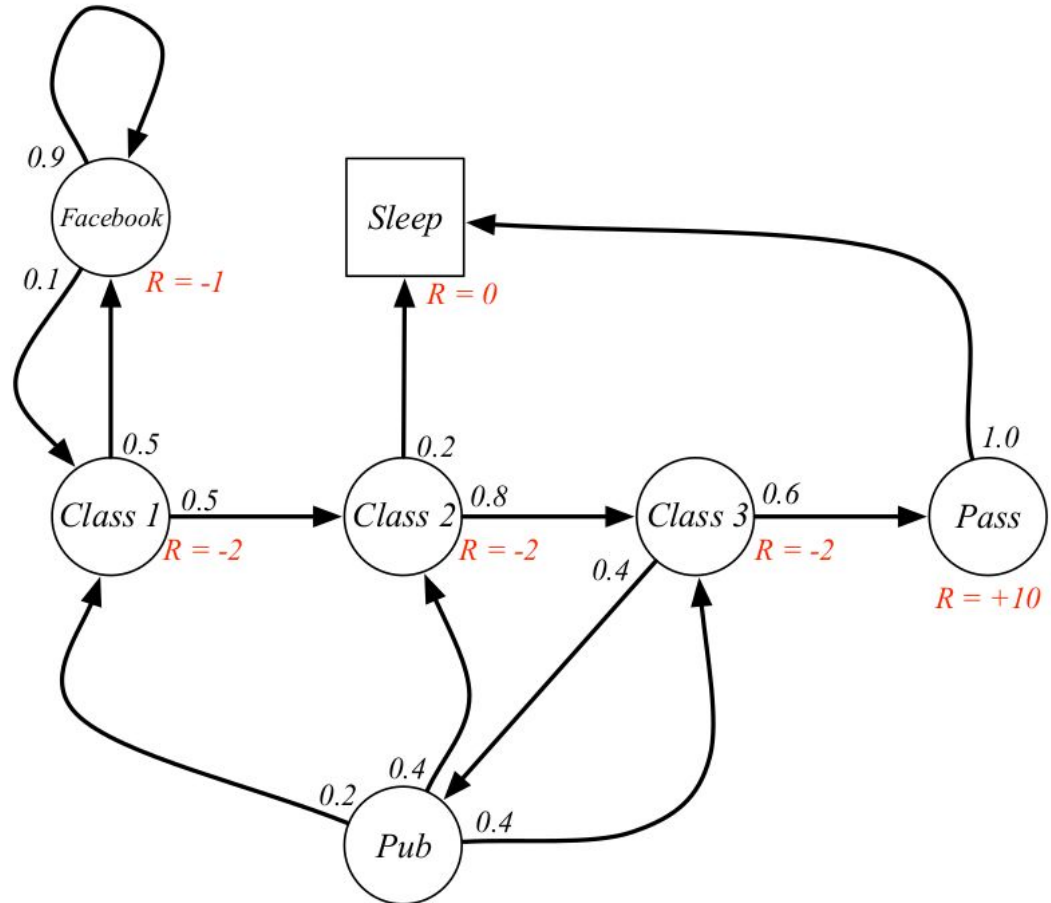 0.9
Facebook
0.1
R = -1
Sleep
R = 0
0.5
Class 1
0.5
R = -2
0.2
Class 2
0.8
R = -2
Class 3
0.6
R = -2
0.4
1.0
Pass
R = +10
0.2
0.4
0.4
Pub